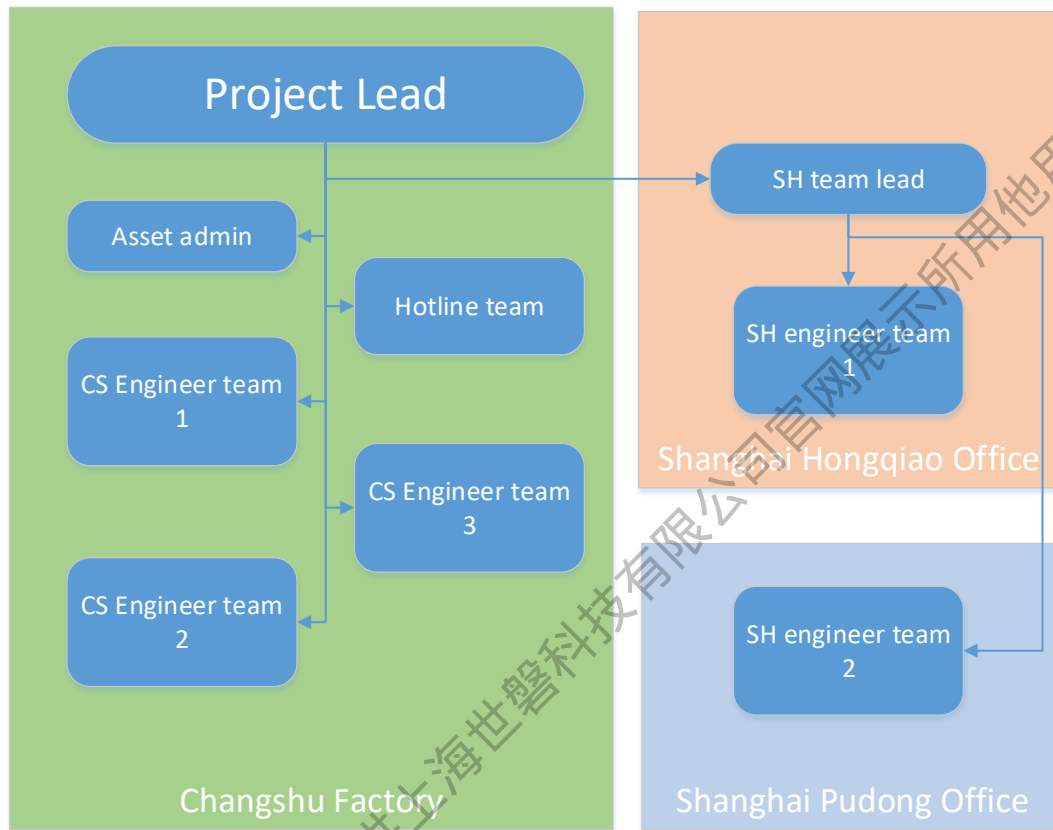 Project Lead
Asset admin
Hotline team
CS Engineer team
1
CS Engineer team
3
CS Engineer team
2
Changshu Factory
SH team lead
SH engineer team
1
Shanghai Hongqiao Office
SH engineer team
2
Shanghai Pudong Office
上海世磐科技有限公司官网展示所用他用